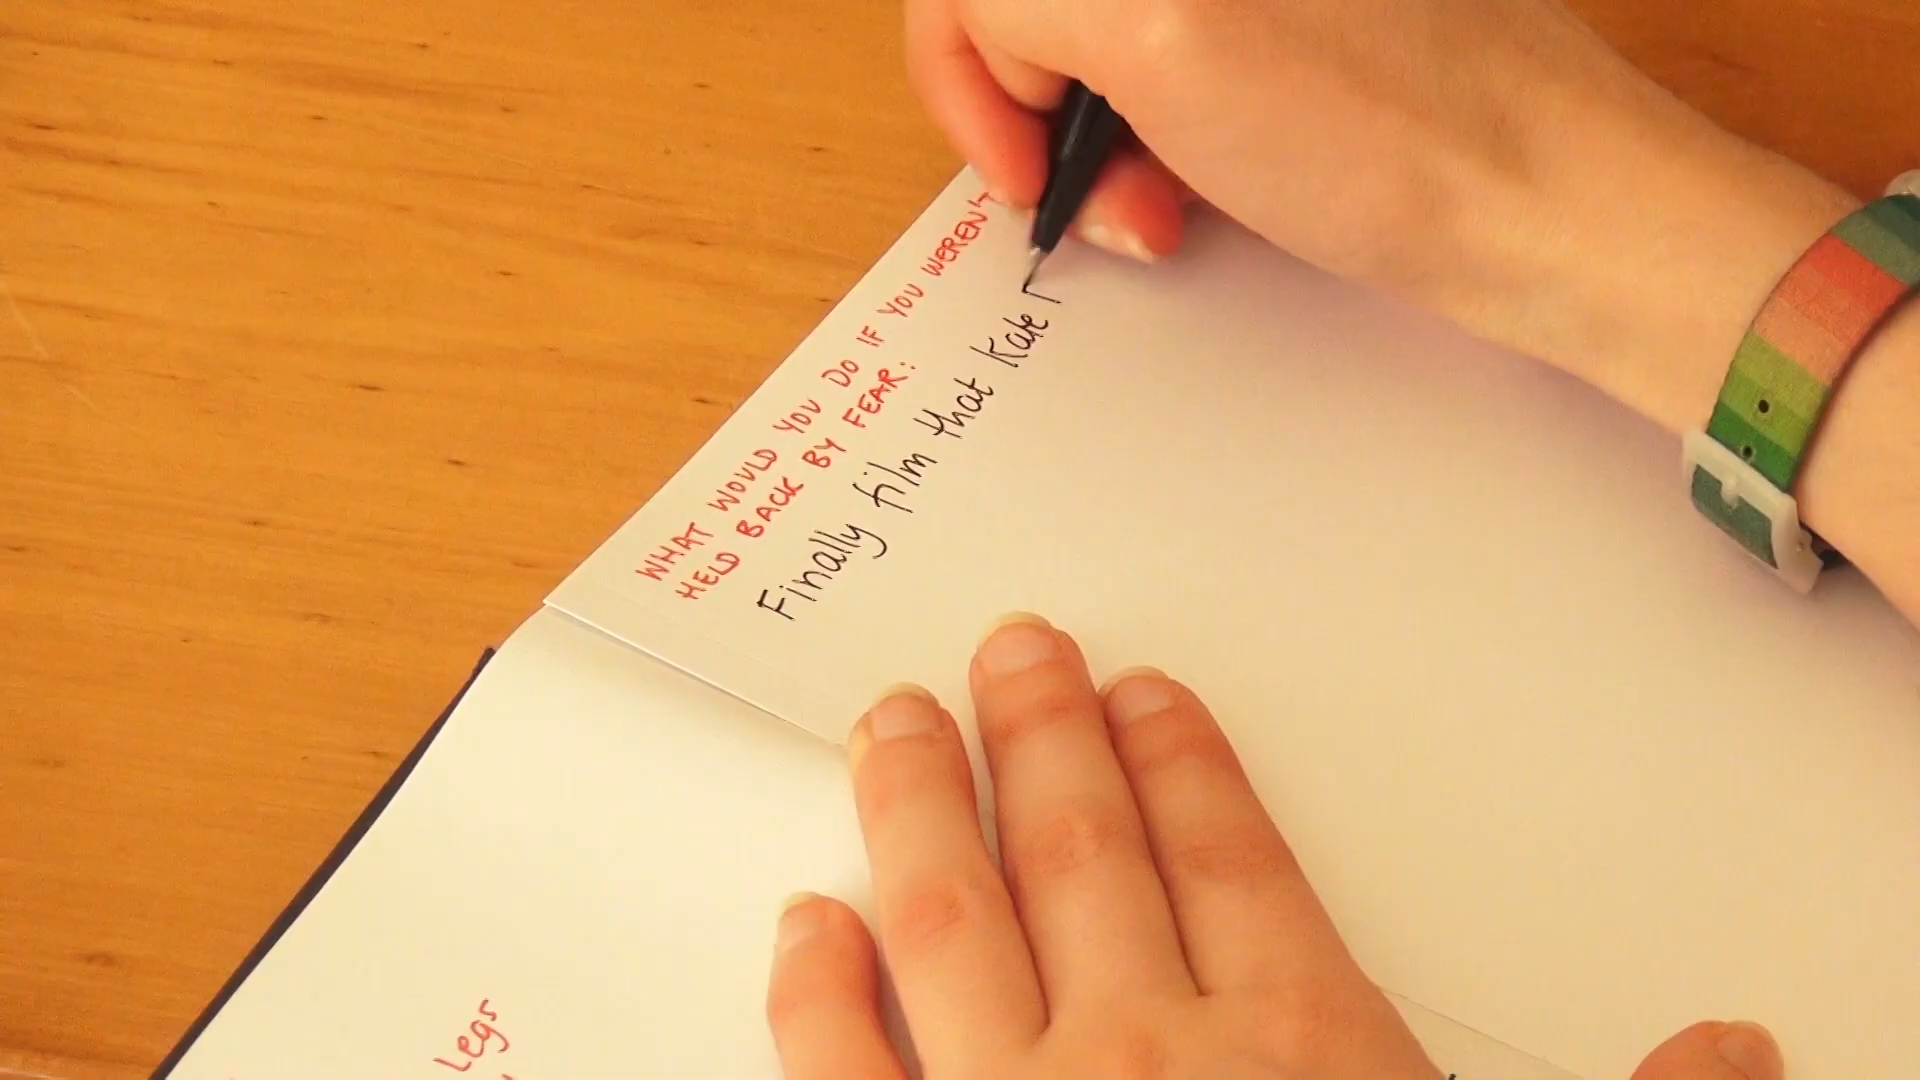 WHAT WOULD YOU DO IF YOU WEREN'T
HELD BACK BY FEAR:
Finally film that Kate
Legs